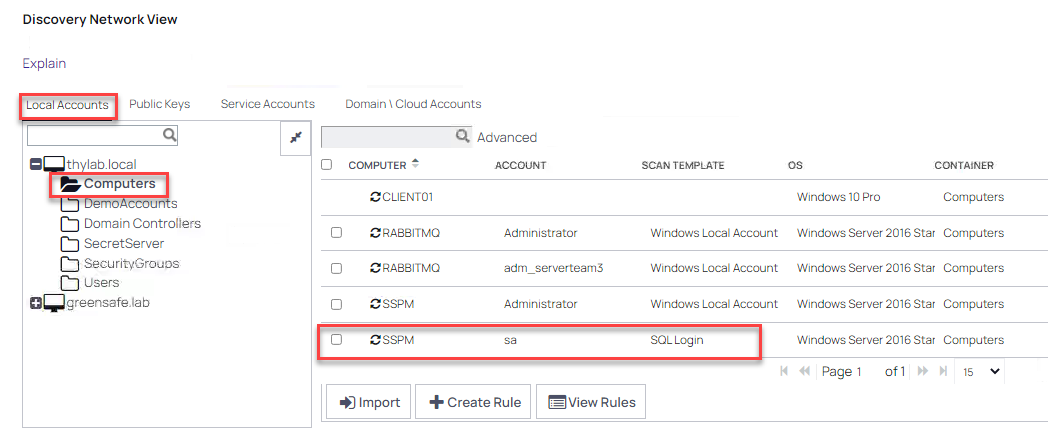 Discovery Network View
Explain
Local Accounts Public Keys Service Accounts Domain \ Cloud Accounts
Advanced
thylab.local
Computers
DemoAccounts
Domain Controllers
SecretServer
SecurityGroups
Users
greensafe.lab
COMPUTER ACCOUNT SCAN TEMPLATE OS CONTAINER
CLIENT01 Windows 10 Pro Computers
RABBITMQ Administrator Windows Local Account Windows Server 2016 Star Computers
RABBITMQ adm_serverteam3 Windows Local Account Windows Server 2016 Star Computers
SSPM Administrator Windows Local Account Windows Server 2016 Star Computers
SSPM sa SQL Login Windows Server 2016 Star Computers
Page 1 of 1 15
Import Create Rule View Rules